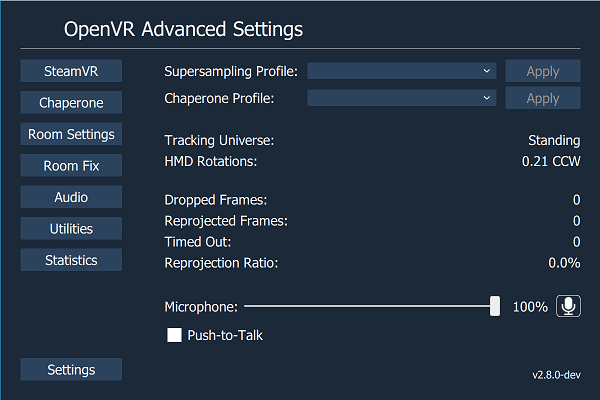 OpenVR Advanced Settings
SteamVR
Supersampling Profile: Apply
Chaperone
Chaperone Profile: Apply
Room Settings
Tracking Universe: Standing
Room Fix
HMD Rotations: 0.21 CCW
Audio
Dropped Frames: 0
Utilities
Reprojected Frames: 0
Timed Out: 0
Statistics
Reprojection Ratio: 0.0%
Microphone: 100%
Push-to-Talk
Settings
v2.8.0-dev